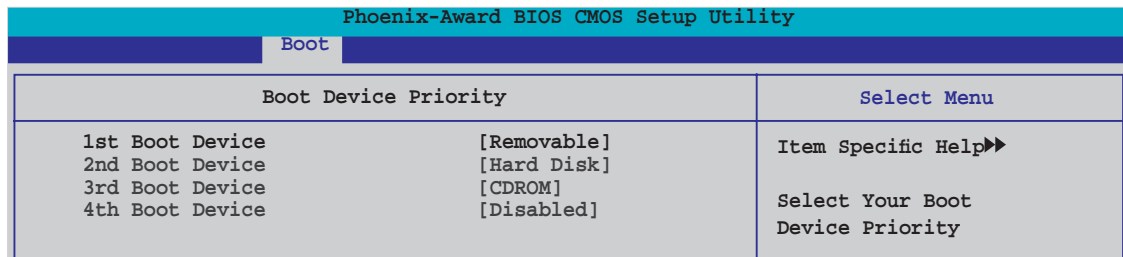 Phoenix-Award BIOS CMOS Setup Utility
Boot
Boot Device Priority
Select Menu
1st Boot Device [Removable]
2nd Boot Device [Hard Disk]
3rd Boot Device [CDROM]
4th Boot Device [Disabled]
Item Specific Help
Select Your Boot
Device Priority